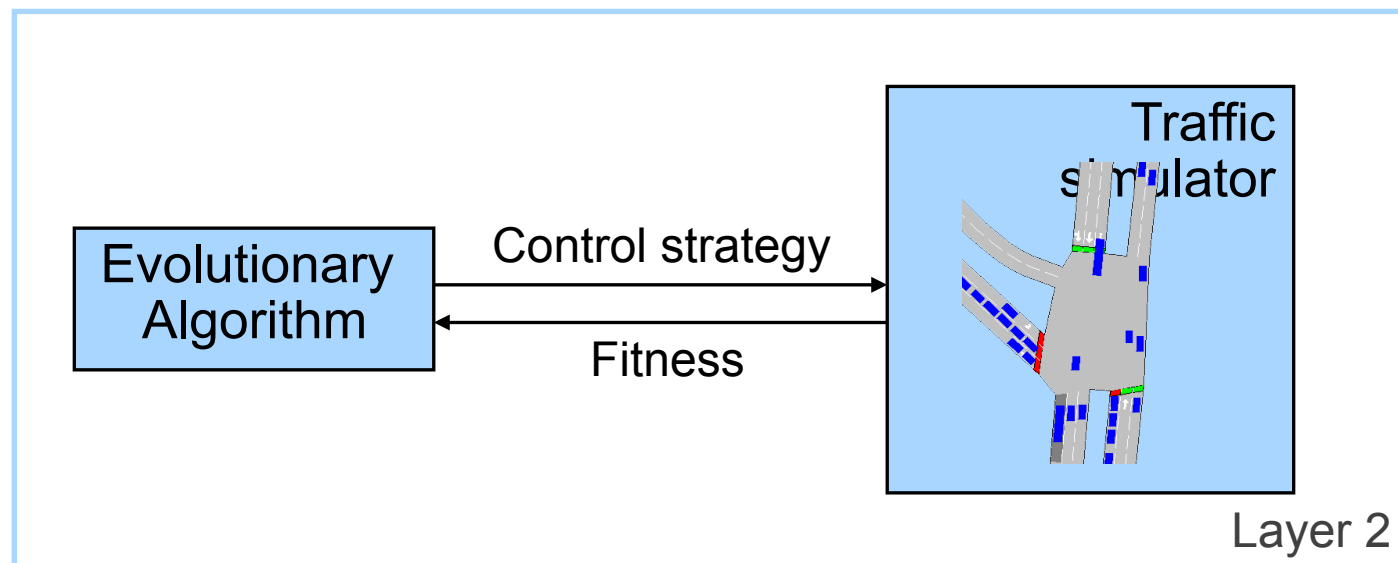 Traffic
simulator
Evolutionary
Algorithm
Control strategy
Fitness
Layer 2